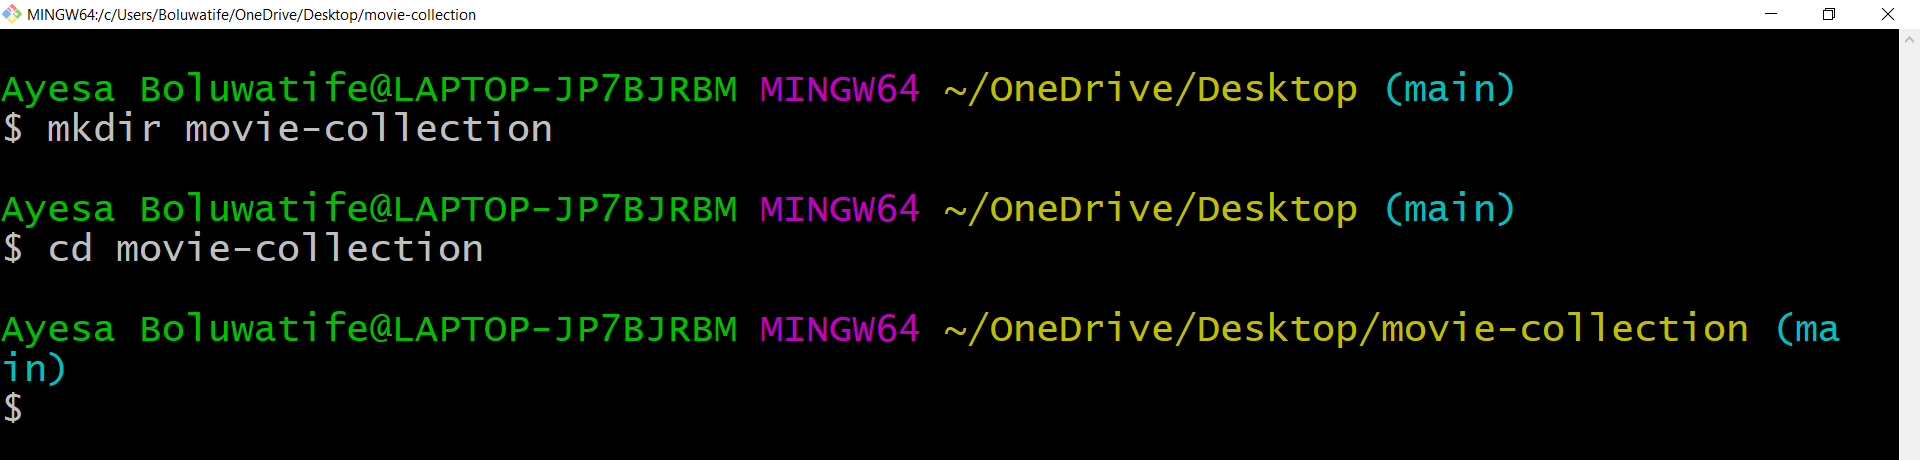 MINGW64:/c/Users/Boluwatife/OneDrive/Desktop/movie-collection
Ayesa Boluwatife@LAPTOP-JP7BJRBM MINGW64 ~/OneDrive/Desktop (main)
$ mkdir movie-collection
Ayesa Boluwatife@LAPTOP-JP7BJRBM MINGW64 ~/OneDrive/Desktop (main)
$ cd movie-collection
Ayesa Boluwatife@LAPTOP-JP7BJRBM MINGW64 ~/OneDrive/Desktop/movie-collection (ma
in)
$